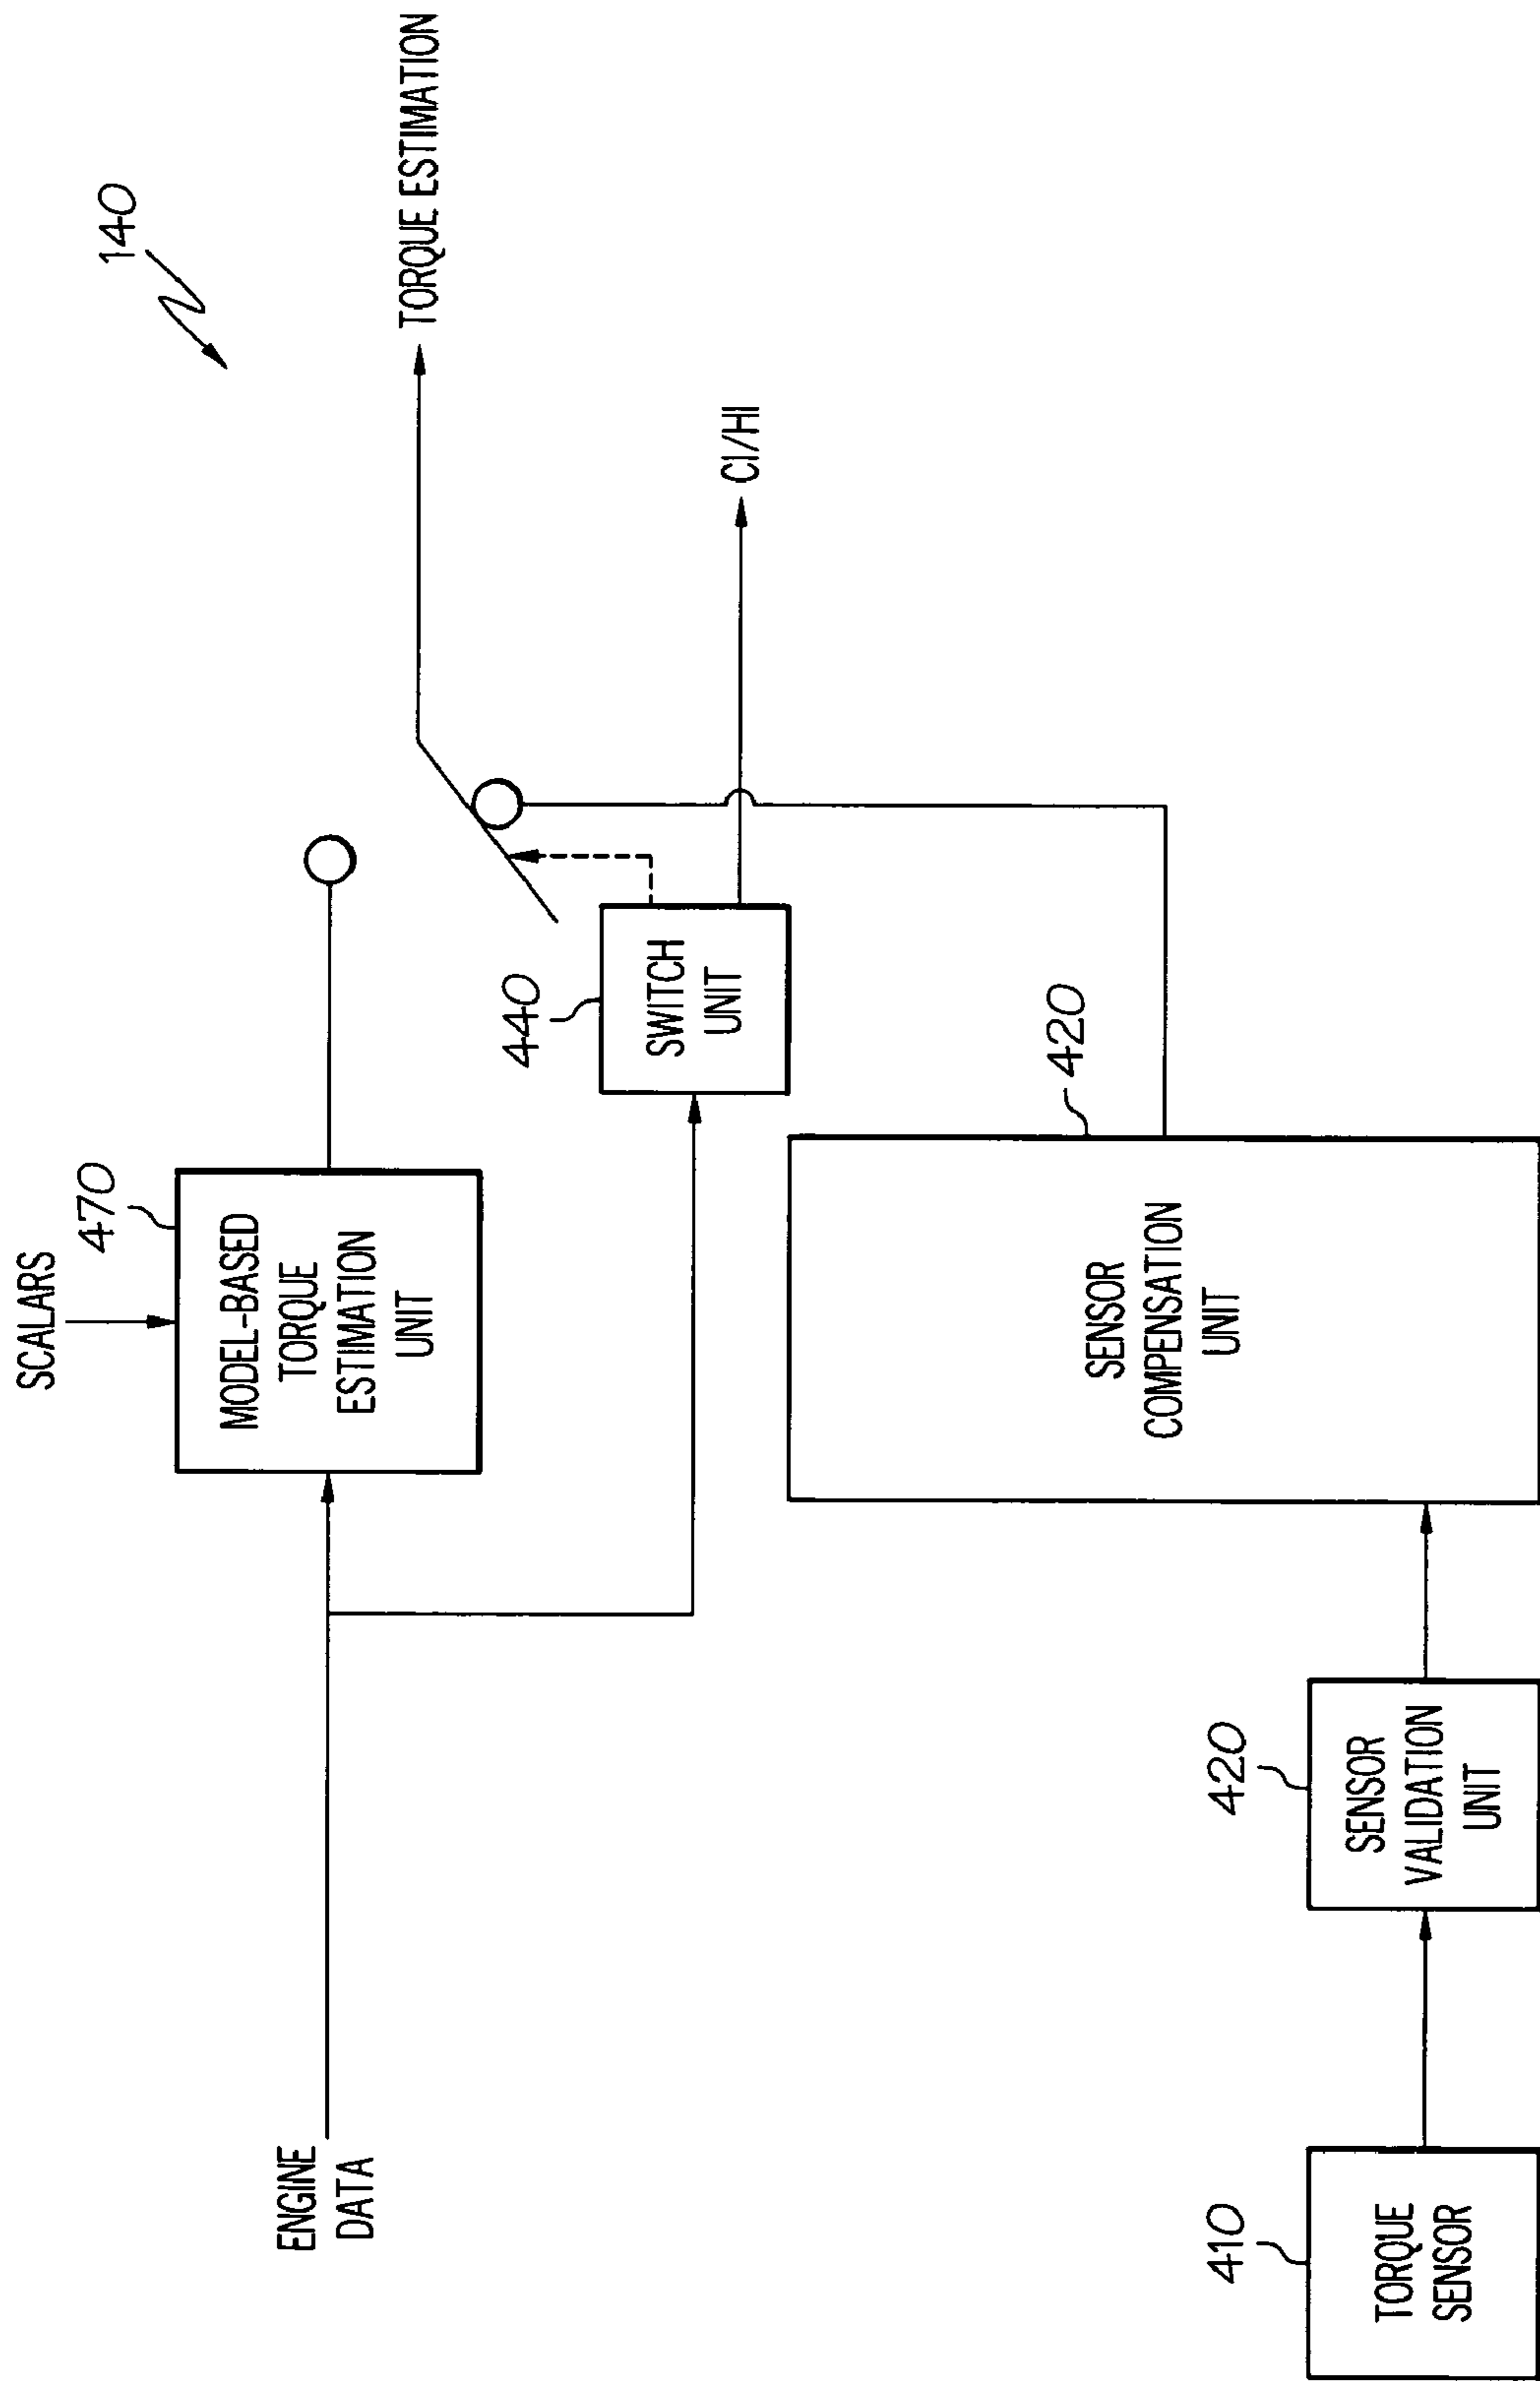 140
SCALARS
470
MODEL-BASED
TORQUE
ESTIMATION
UNIT
TORQUE ESTIMATION
ENGINE
DATA
440
SWITCH
UNIT
CI/HI
420
SENSOR
COMPENSATION
UNIT
420
SENSOR
VALIDATION
UNIT
410
TORQUE
SENSOR